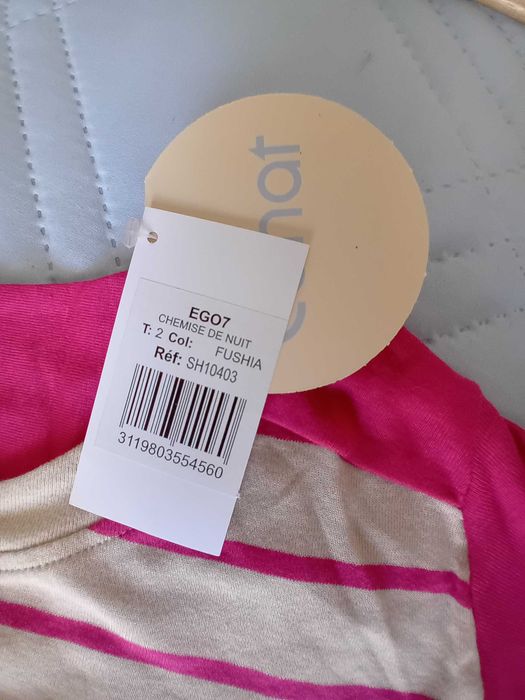 EGO7
CHEMISE DE NUIT
T: 2 Col: FUSHIA
Réf: SH10403
3119803554560